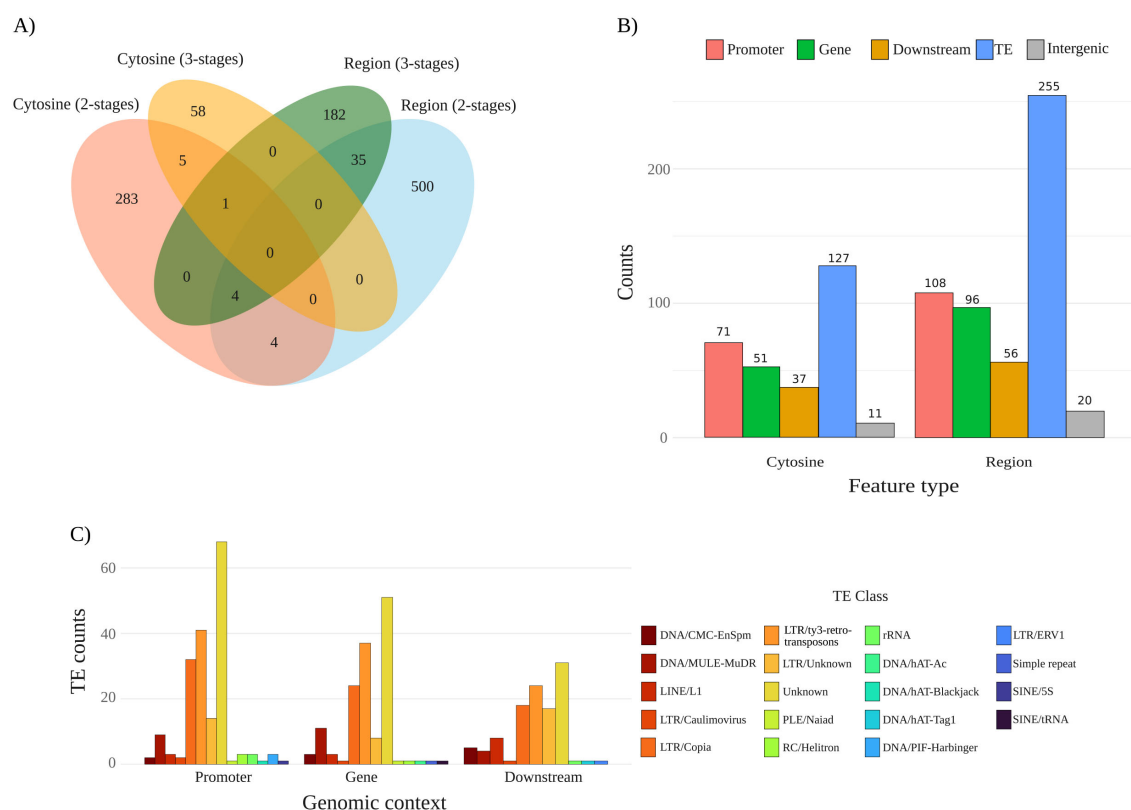 A)
Cytosine (3-stages)
Region (3-stages)
Cytosine (2-stages)
Region (2-stages)
58
182
0
35
5
283
500
1
0
0
0
0
4
0
4
B)
Promoter Gene Downstream TE Intergenic
Counts
200
100
0
71
51
37
127
11
108
96
56
255
20
Cytosine
Region
Feature type
C)
TE counts
60
40
20
0
Promoter
Gene
Downstream
Genomic context
TE Class
DNA/CMC-EnSpm
DNA/MULE-MuDR
LINE/L1
LTR/Caulimovirus
LTR/Copia
LTR/ty3-retro-
transposons
LTR/Unknown
Unknown
PLE/Naiad
RC/Helitron
rRNA
DNA/hAT-Ac
DNA/hAT-Blackjack
DNA/hAT-Tag1
DNA/PIF-Harbinger
LTR/ERV1
Simple repeat
SINE/5S
SINE/tRNA